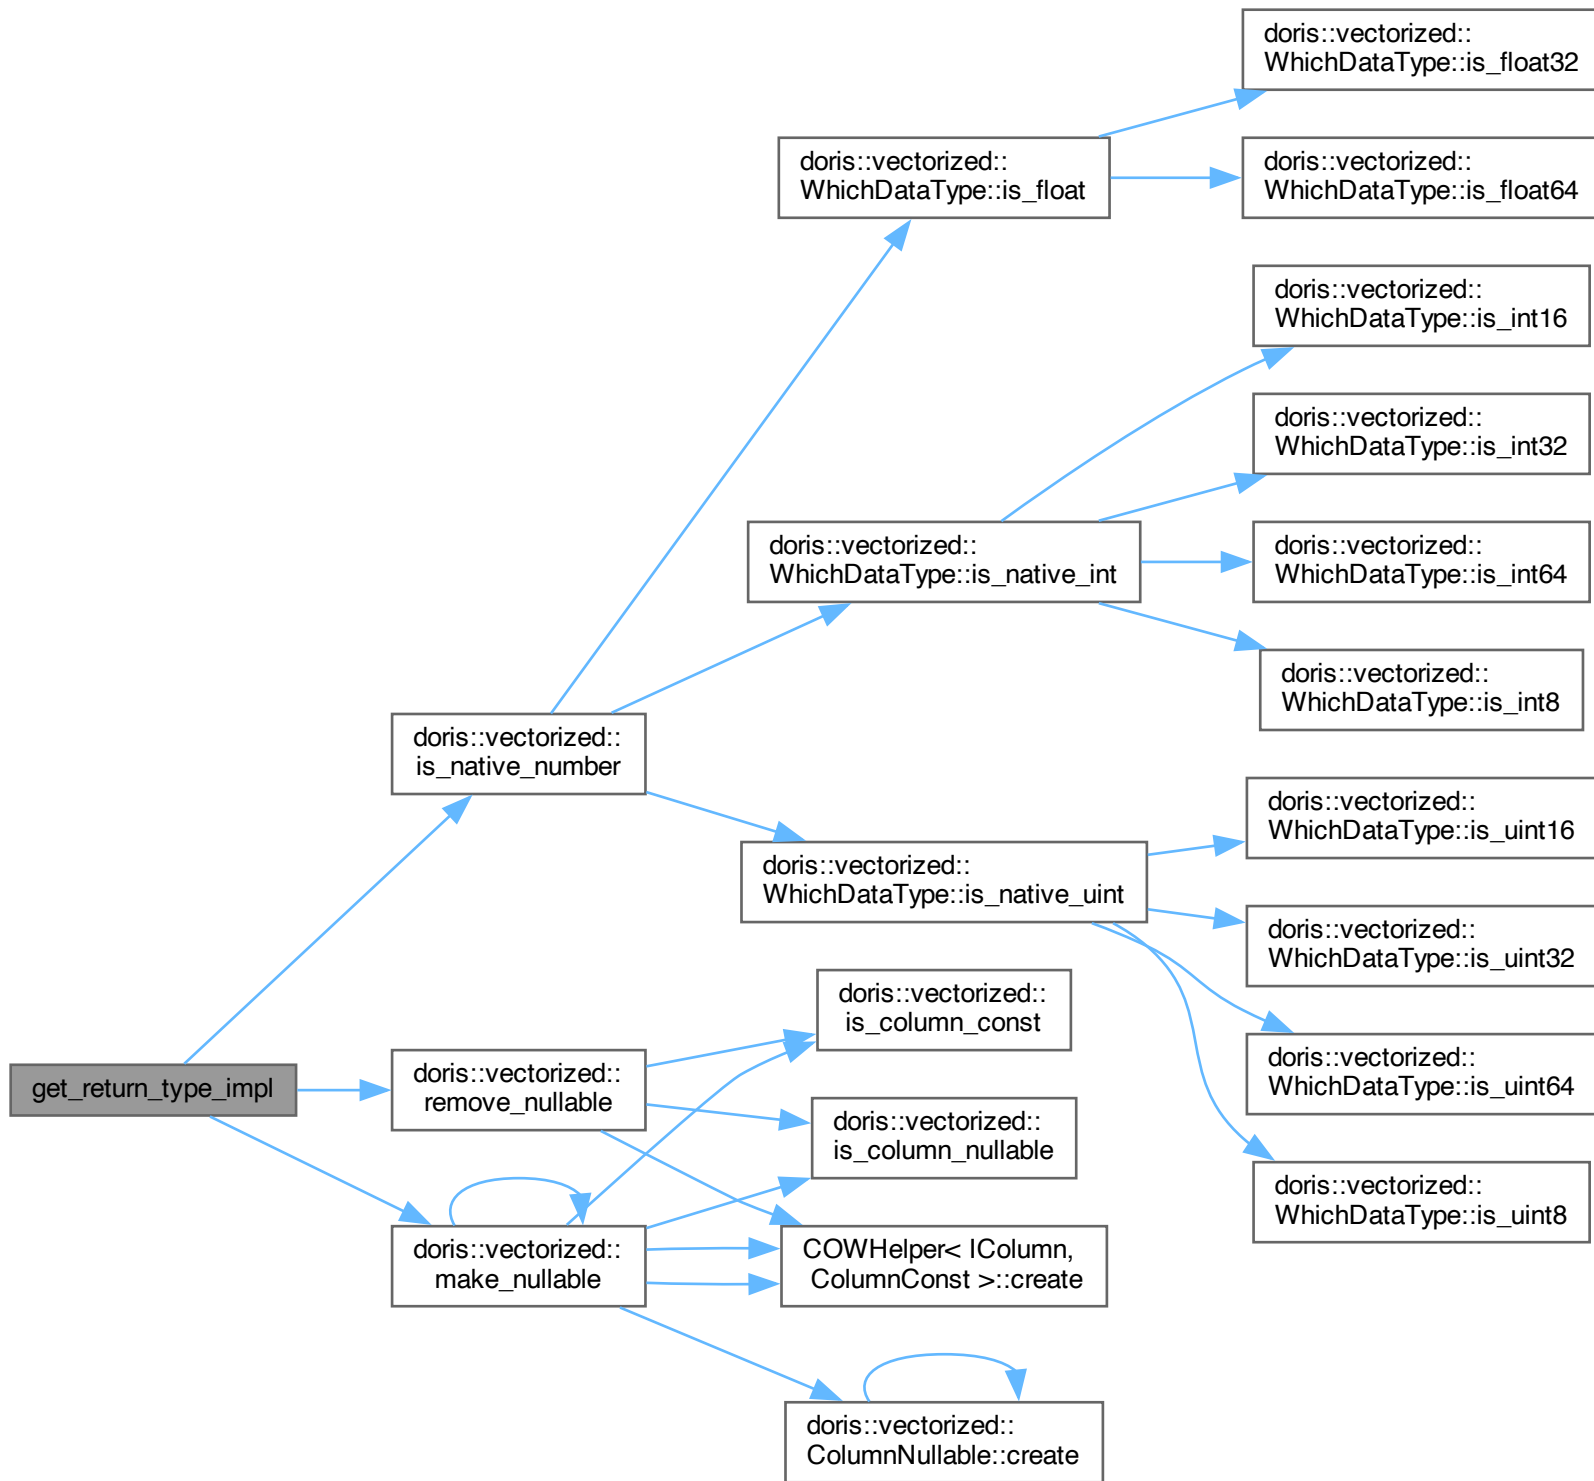 doris::vectorized::
WhichDataType::is_float32
doris::vectorized::
WhichDataType::is_float
doris::vectorized::
WhichDataType::is_float64
doris::vectorized::
WhichDataType::is_int16
doris::vectorized::
WhichDataType::is_int32
doris::vectorized::
WhichDataType::is_native_int
doris::vectorized::
WhichDataType::is_int64
doris::vectorized::
WhichDataType::is_int8
doris::vectorized::
is_native_number
doris::vectorized::
WhichDataType::is_uint16
doris::vectorized::
WhichDataType::is_native_uint
doris::vectorized::
WhichDataType::is_uint32
doris::vectorized::
is_column_const
get_return_type_impl
doris::vectorized::
remove_nullable
doris::vectorized::
WhichDataType::is_uint64
doris::vectorized::
is_column_nullable
doris::vectorized::
WhichDataType::is_uint8
doris::vectorized::
make_nullable
COWHelper< IColumn,
ColumnConst >::create
doris::vectorized::
ColumnNullable::create